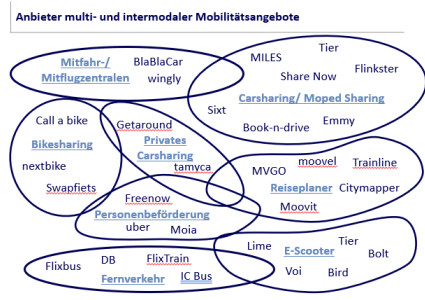 Anbieter multi- und intermodaler Mobilitätsangebote
Mitfahr-/
Mitflugzentralen
BlaBlaCar
wingly
MILES
Tier
Flinkster
Share Now
Carsharing/ Moped Sharing
Sixt
Emmy
Book-n-drive
Call a bike
Bikesharing
nextbike
Swapfiets
Getaround
Privates
Carsharing
tamyca
MVGO
moovel
Trainline
Reiseplaner
Citymapper
Moovit
Freenow
Personenbeförderung
uber
Moia
Lime
E-Scooter
Tier
Bolt
Voi
Bird
Flixbus
DB
FlixTrain
Fernverkehr
IC Bus